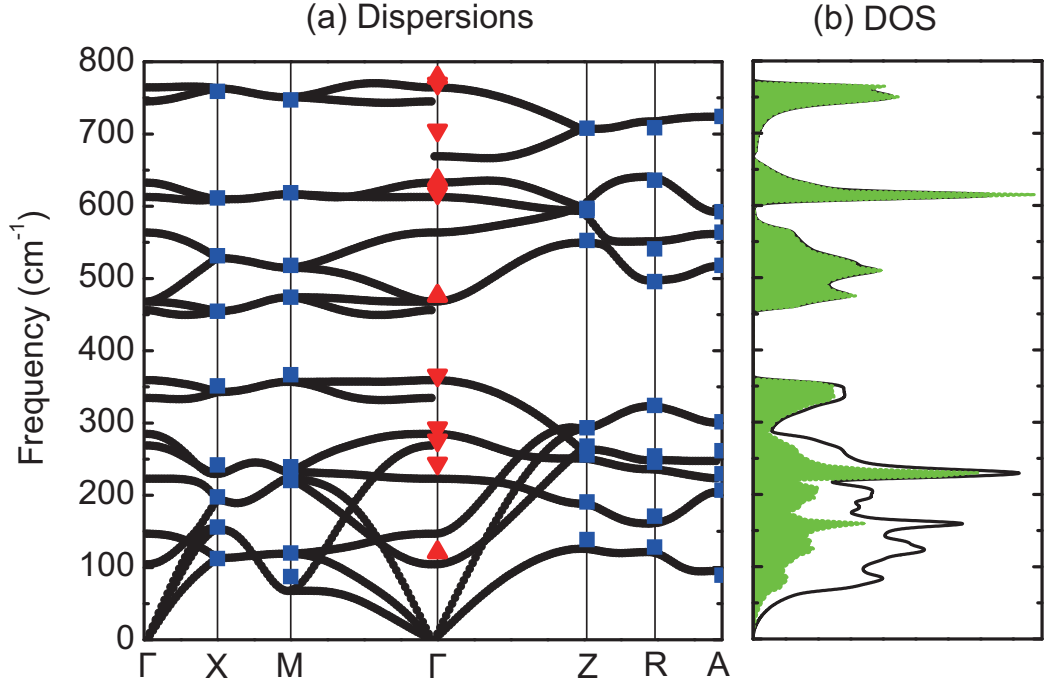 (a) Dispersions
(b) DOS
800
700
600
500
400
300
200
100
0
Frequency (cm⁻¹)
Γ X M Γ Z R A